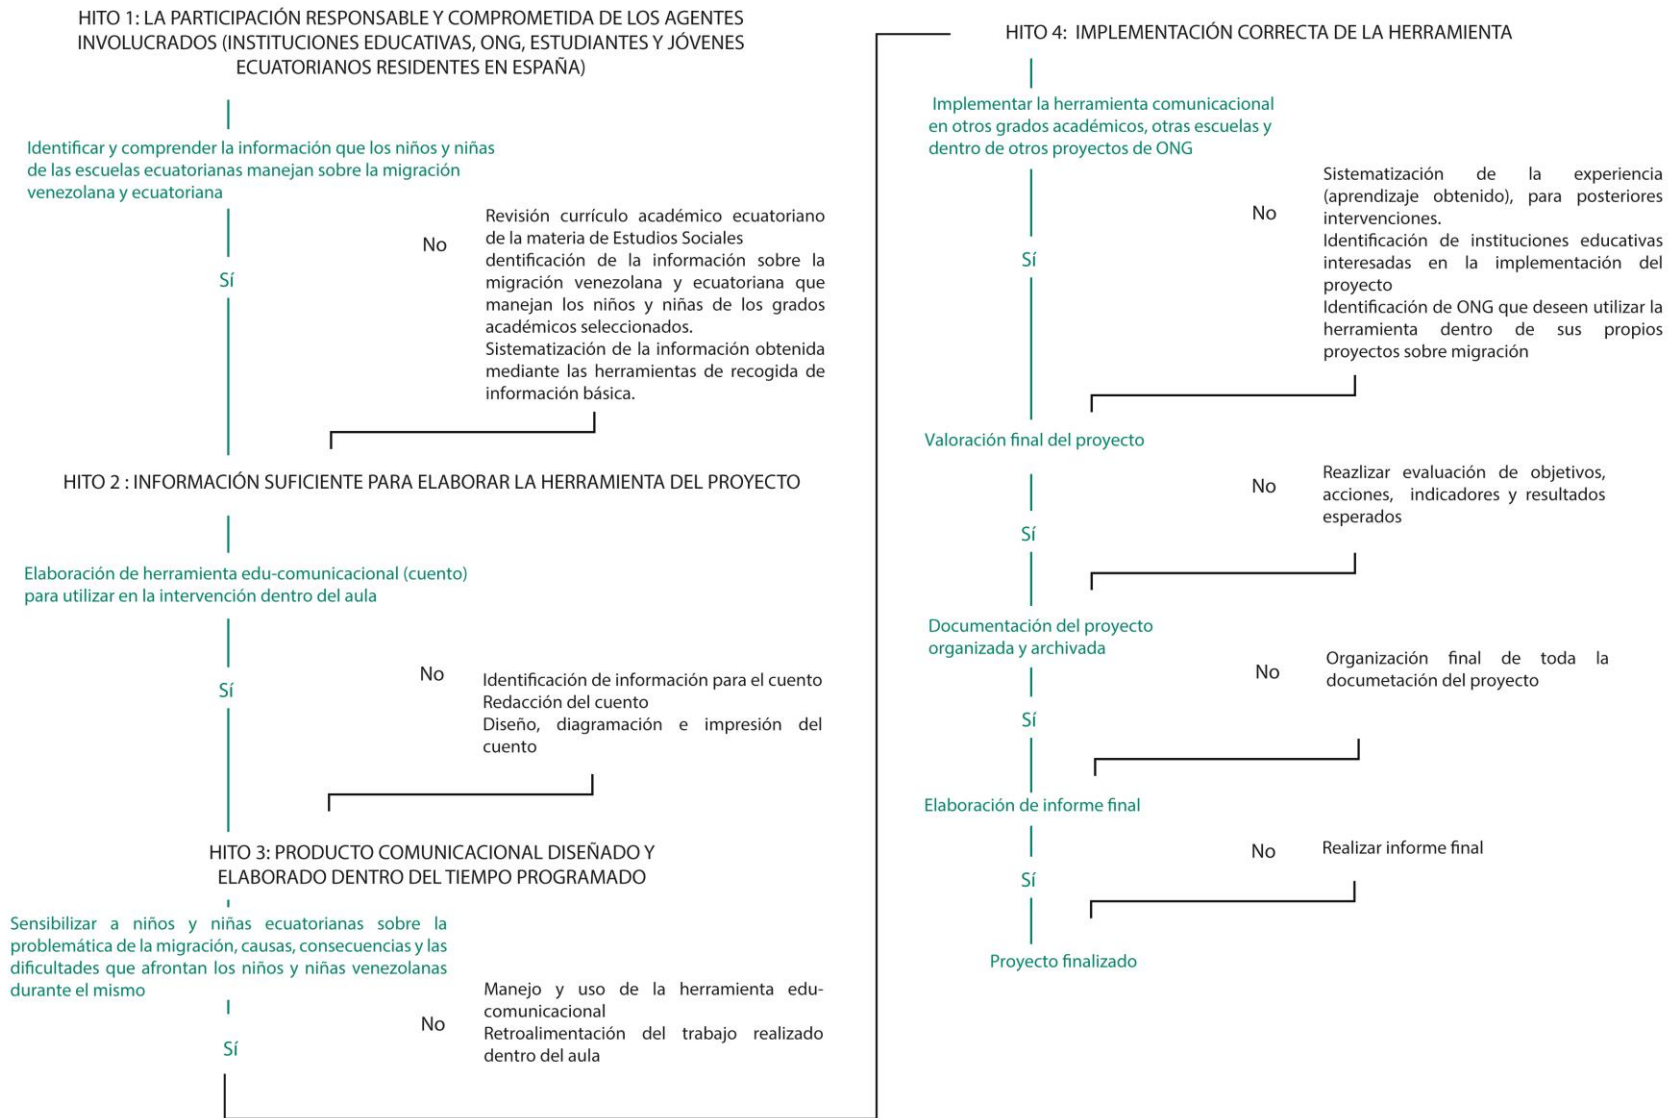 HITO 1: LA PARTICIPACIÓN RESPONSABLE Y COMPROMETIDA DE LOS AGENTES
INVOLUCRADOS (INSTITUCIONES EDUCATIVAS, ONG, ESTUDIANTES Y JÓVENES
ECUATORIANOS RESIDENTES EN ESPAÑA)
Identificar y comprender la información que los niños y niñas
de las escuelas ecuatorianas manejan sobre la migración
venezolana y ecuatoriana
Sí
No
Revisión currículo académico ecuatoriano
de la materia de Estudios Sociales
dentificación de la información sobre la
migración venezolana y ecuatoriana que
manejan los niños y niñas de los grados
académicos seleccionados.
Sistematización de la información obtenida
mediante las herramientas de recogida de
información básica.
HITO 2 : INFORMACIÓN SUFICIENTE PARA ELABORAR LA HERRAMIENTA DEL PROYECTO
Elaboración de herramienta edu-comunicacional (cuento)
para utilizar en la intervención dentro del aula
Sí
No
Identificación de información para el cuento
Redacción del cuento
Diseño, diagramación e impresión del
cuento
HITO 3: PRODUCTO COMUNICACIONAL DISEÑADO Y
ELABORADO DENTRO DEL TIEMPO PROGRAMADO
Sensibilizar a niños y niñas ecuatorianas sobre la
problemática de la migración, causas, consecuencias y las
dificultades que afrontan los niños y niñas venezolanas
durante el mismo
Sí
No
Manejo y uso de la herramienta edu-
comunicacional
Retroalimentación del trabajo realizado
dentro del aula
HITO 4: IMPLEMENTACIÓN CORRECTA DE LA HERRAMIENTA
Implementar la herramienta comunicacional
en otros grados académicos, otras escuelas y
dentro de otros proyectos de ONG
Sí
No
Sistematización de la experiencia
(aprendizaje obtenido), para posteriores
intervenciones.
Identificación de instituciones educativas
interesadas en la implementación del
proyecto
Identificación de ONG que deseen utilizar la
herramienta dentro de sus propios
proyectos sobre migración
Valoración final del proyecto
Sí
No
Reazlizar evaluación de objetivos,
acciones, indicadores y resultados
esperados
Documentación del proyecto
organizada y archivada
Sí
No
Organización final de toda la
documetación del proyecto
Elaboración de informe final
Sí
No
Realizar informe final
Proyecto finalizado